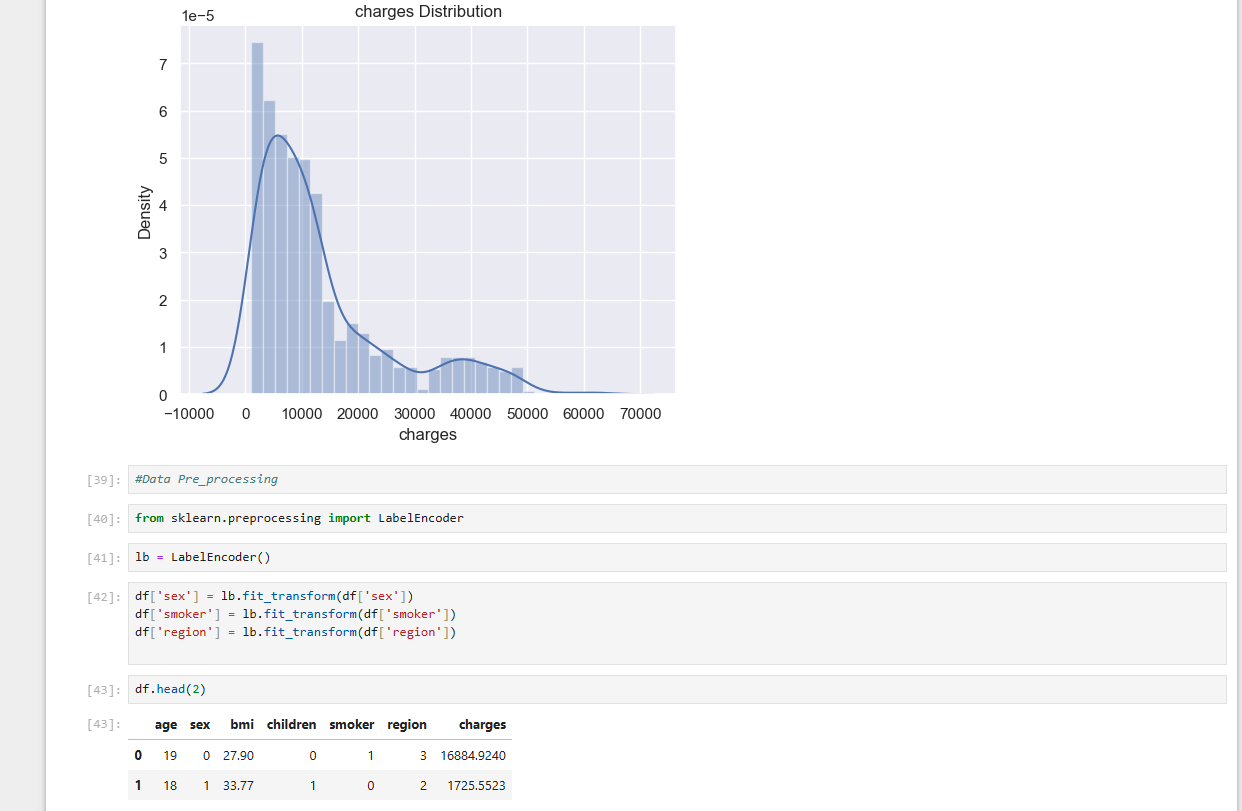 charges Distribution
1e−5
7
6
5
4
3
2
1
0
Density
−10000 0 10000 20000 30000 40000 50000 60000 70000
charges
[39]: #Data Pre_processing
[40]: from sklearn.preprocessing import LabelEncoder
[41]: lb = LabelEncoder()
[42]: df['sex'] = lb.fit_transform(df['sex'])
df['smoker'] = lb.fit_transform(df['smoker'])
df['region'] = lb.fit_transform(df['region'])
[43]: df.head(2)
[43]: age sex bmi children smoker region charges
0 19 0 27.90 0 1 3 16884.9240
1 18 1 33.77 1 0 2 1725.5523